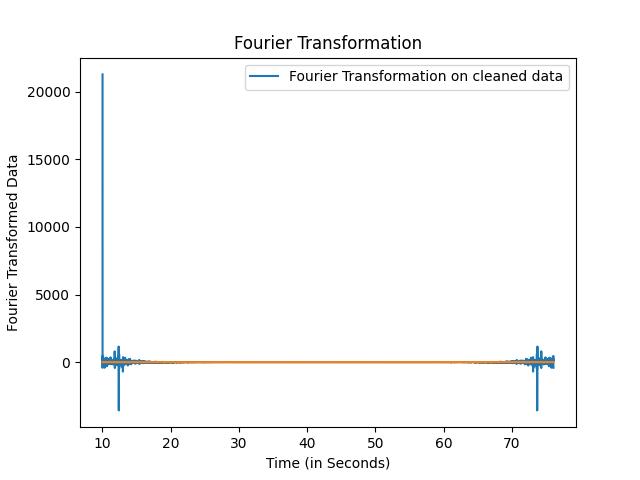 Fourier Transformation
Fourier Transformation on cleaned data
Fourier Transformed Data
20000
15000
10000
5000
0
10 20 30 40 50 60 70
Time (in Seconds)